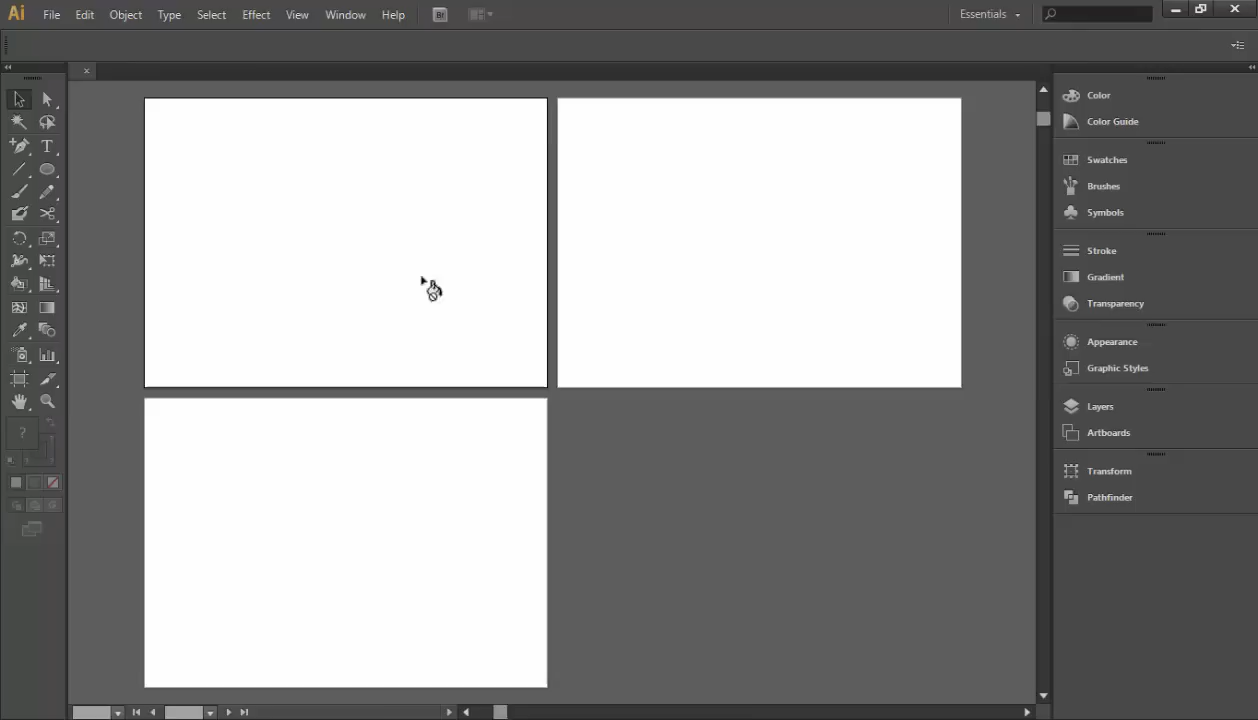 Ai File Edit Object Type Select Effect View Window Help Br Essentials
Color
Color Guide
Swatches
Brushes
Symbols
Stroke
Gradient
Transparency
Appearance
Graphic Styles
Layers
Artboards
Transform
Pathfinder
T
?